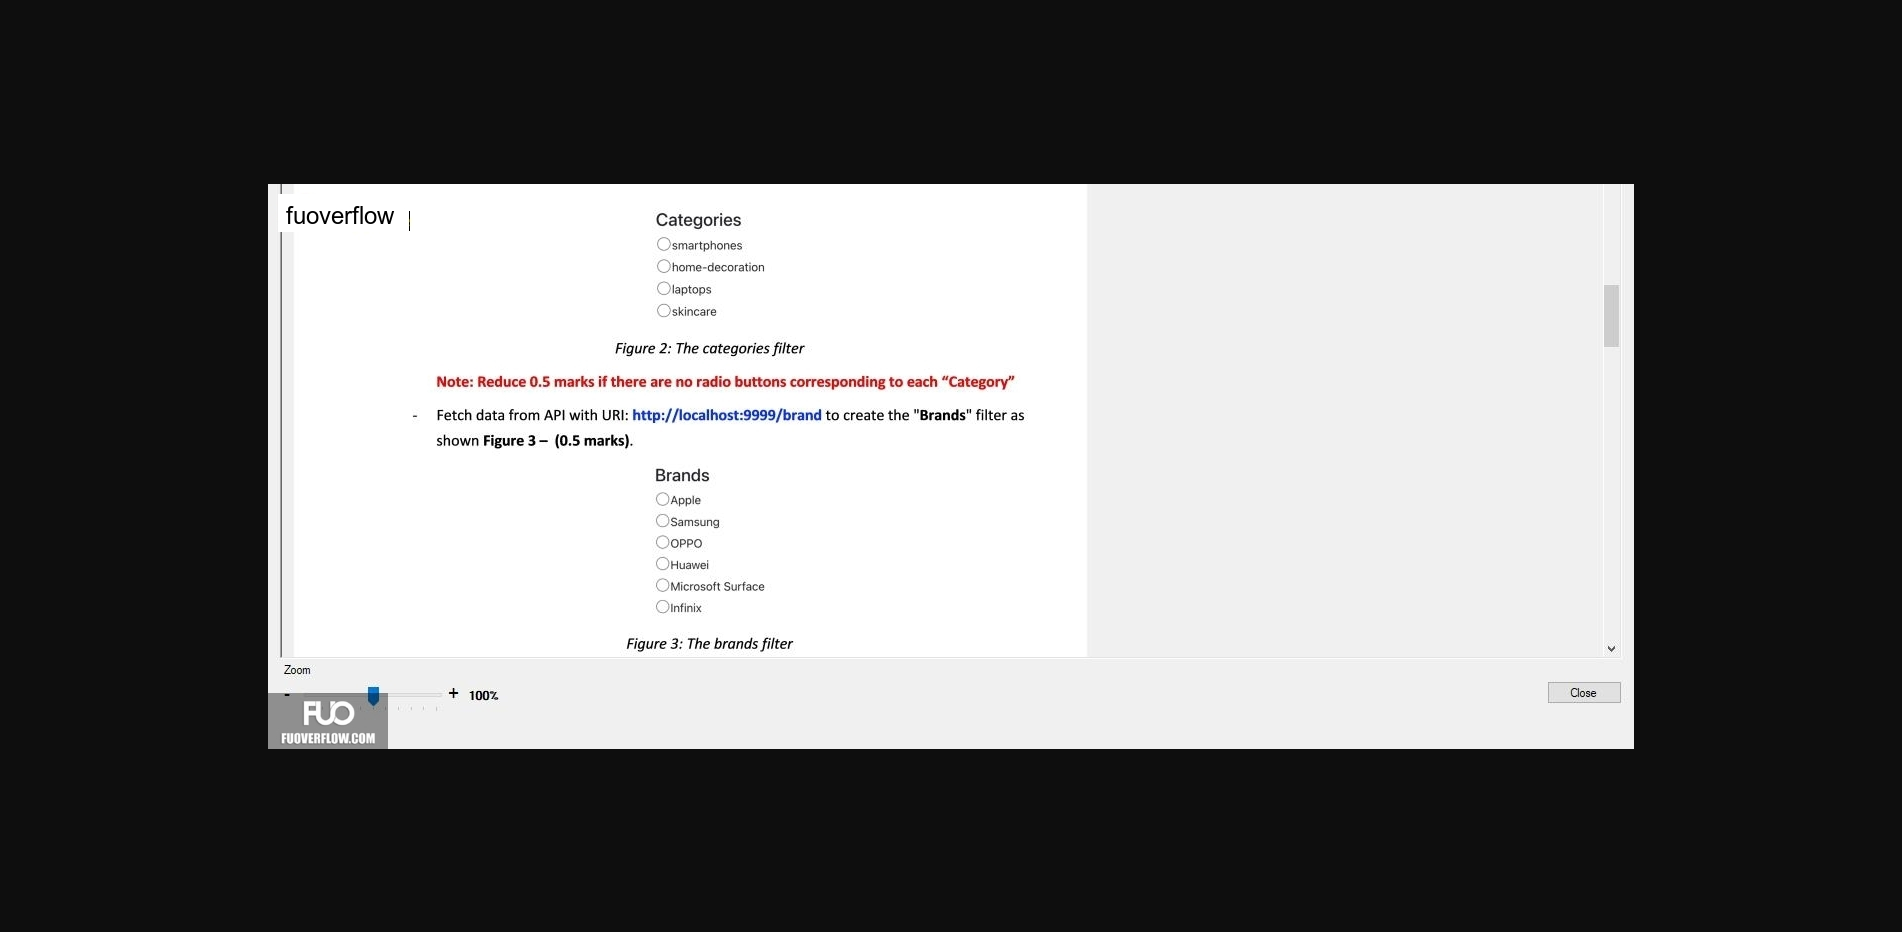 fuoverflow
Categories
smartphones
home-decoration
laptops
skincare
Figure 2: The categories filter
Note: Reduce 0.5 marks if there are no radio buttons corresponding to each “Category”
- Fetch data from API with URI: http://localhost:9999/brand to create the "Brands" filter as
shown Figure 3 – (0.5 marks).
Brands
Apple
Samsung
OPPO
Huawei
Microsoft Surface
Infinix
Figure 3: The brands filter
Zoom
- + 100%
Close
FUO
FUOVERFLOW.COM